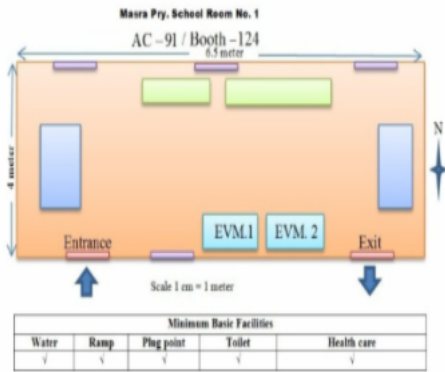 Masra Pry. School Room No. 1
AC –91 / Booth –124
6.5 meter
4 meter
N
EVM.1 EVM. 2
Entrance Exit
Scale 1 cm = 1 meter
Minimum Basic Facilities
Water Ramp Plug point Toilet Health care
√ √ √ √ √